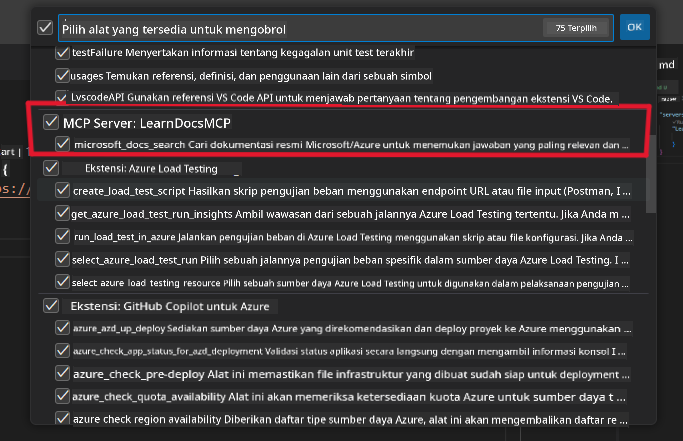 Pilih alat yang tersedia untuk mengobrol
75 Terpilih
OK
testFailure Menyertakan informasi tentang kegagalan unit test terakhir
usages Temukan referensi, definisi, dan penggunaan lain dari sebuah simbol
LvscodeAPI Gunakan referensi VS Code API untuk menjawab pertanyaan tentang pengembangan ekstensi VS Code.
MCP Server: LearnDocsMCP
microsoft_docs_search Cari dokumentasi resmi Microsoft/Azure untuk menemukan jawaban yang paling relevan dan ...
Ekstensi: Azure Load Testing
create_load_test_script Hasilkan skrip pengujian beban menggunakan endpoint URL atau file input (Postman, I ...
get_azure_load_test_run_insights Ambil wawasan dari sebuah jalannya Azure Load Testing tertentu. Jika Anda m ...
run_load_test_in_azure Jalankan pengujian beban di Azure Load Testing menggunakan skrip atau file konfigurasi. Jika Anda ...
select_azure_load_test_run Pilih sebuah jalannya pengujian beban spesifik dalam sumber daya Azure Load Testing. I ...
select azure load testing resource Pilih sebuah sumber daya Azure Load Testing untuk digunakan dalam pelaksanaan pengujian ...
Ekstensi: GitHub Copilot untuk Azure
azure_azd_up_deploy Sediakan sumber daya Azure yang direkomendasikan dan deploy proyek ke Azure menggunakan ...
azure_check_app_status_for_azd_deployment Validasi status aplikasi secara langsung dengan mengambil informasi konsol I ...
azure_check_pre-deploy Alat ini memastikan file infrastruktur yang dibuat sudah siap untuk deployment ...
azure_check_quota_availability Alat ini akan memeriksa ketersediaan kuota Azure untuk sumber daya t ...
azure check region availability Diberikan daftar tipe sumber daya Azure, alat ini akan mengembalikan daftar re ...